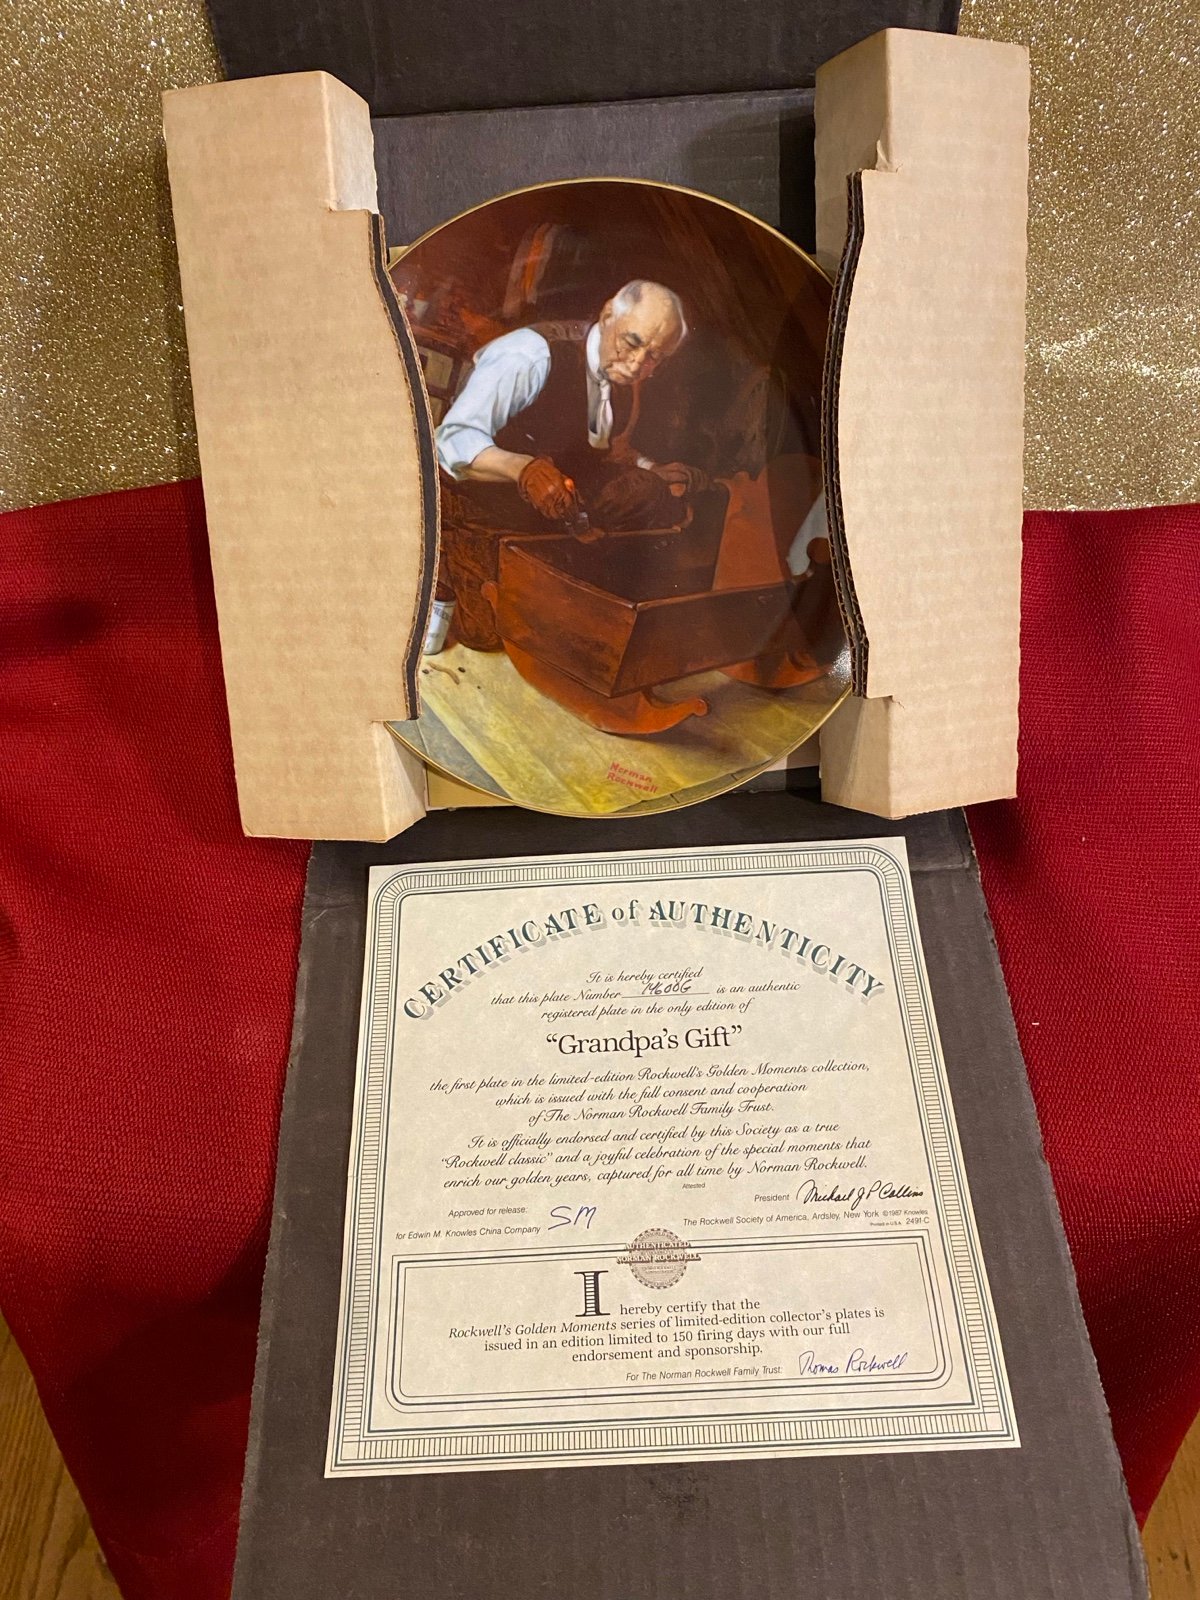 Norman
Rockwell
CERTIFICATE of AUTHENTICITY
It is hereby certified
that this plate Number 14600G is an authentic
registered plate in the only edition of
“Grandpa's Gift”
the first plate in the limited-edition Rockwell's Golden Moments collection,
which is issued with the full consent and cooperation
of The Norman Rockwell Family Trust.
It is officially endorsed and certified by this Society as a true
“Rockwell classic” and a joyful celebration of the special moments that
enrich our golden years, captured for all time by Norman Rockwell.
Attested
President Michael J P Collins
Approved for release:
for Edwin M. Knowles China Company SM
The Rockwell Society of America, Ardsley, New York ©1987 Knowles
Printed in U.S.A. 2491-C
AUTHENTICATED
NORMAN ROCKWELL
I hereby certify that the
Rockwell's Golden Moments series of limited-edition collector's plates is
issued in an edition limited to 150 firing days with our full
endorsement and sponsorship.
For The Norman Rockwell Family Trust: Thomas Rockwell